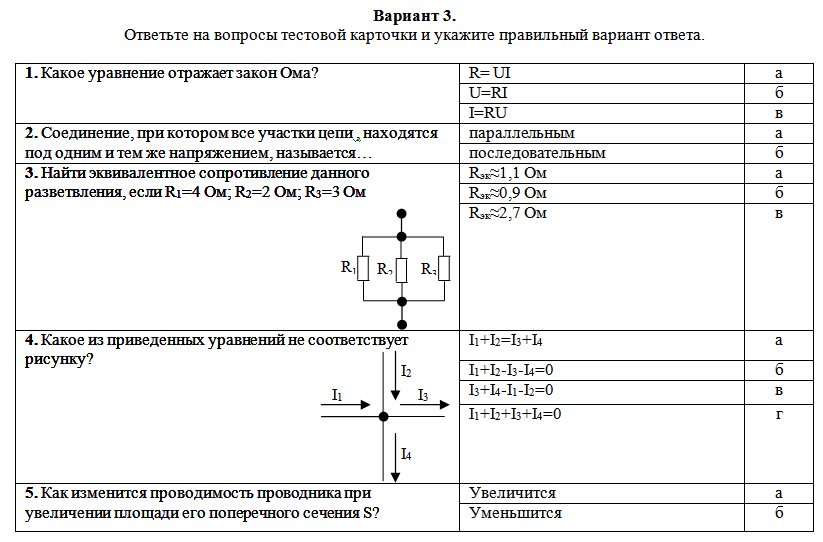 Вариант 3.
Ответьте на вопросы тестовой карточки и укажите правильный вариант ответа.
1. Какое уравнение отражает закон Ома?
R= UI
а
U=RI
б
I=RU
в
2. Соединение, при котором все участки цепи , находятся
под одним и тем же напряжением, называется…
параллельным
а
последовательным
б
3. Найти эквивалентное сопротивление данного
разветвления, если R1=4 Ом; R2=2 Ом; R3=3 Ом
Rэк≈1,1 Ом
а
Rэк≈0,9 Ом
б
Rэк≈2,7 Ом
в
R1 R2 R3
4. Какое из приведенных уравнений не соответствует
рисунку?
I1+I2=I3+I4
а
I1+I2-I3-I4=0
б
I3+I4-I1-I2=0
в
I1+I2+I3+I4=0
г
I2
I1 I3
I4
5. Как изменится проводимость проводника при
увеличении площади его поперечного сечения S?
Увеличится
а
Уменьшится
б